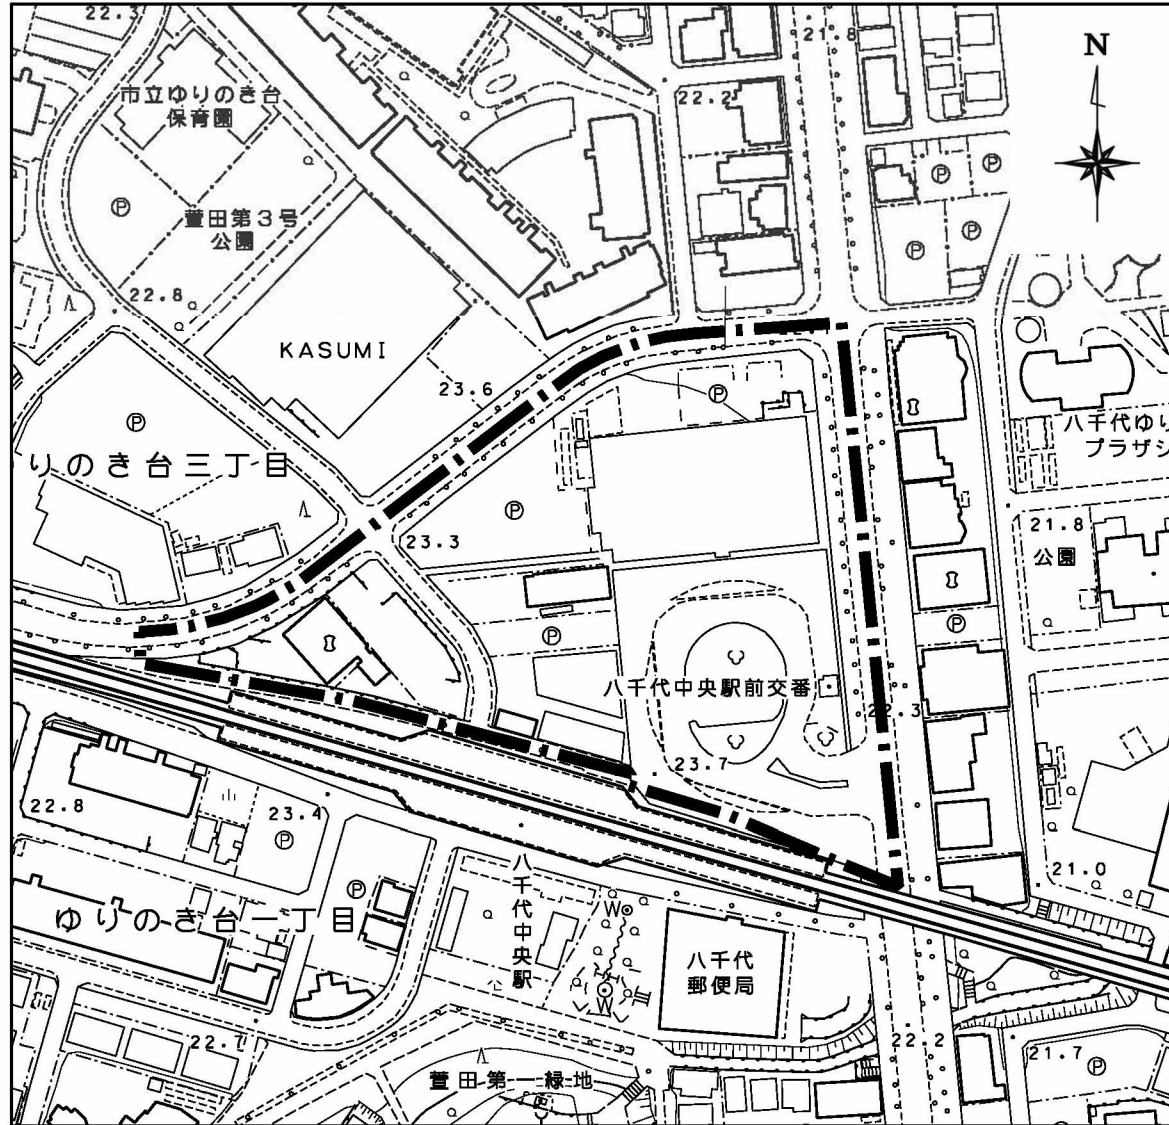 22.3
21.8
N
市立ゆりのき台
保育園
22.2
Ⓟ
Ⓟ
Ⓟ
Ⓟ
萱田第3号
公園
Ⓟ
22.8
KASUMI
23.6
Ⓟ
Ⓟ
八千代ゆり
プラザシ
りのき台三丁目
Ⓟ
23.3
21.8
公園
Ⓟ
Ⓟ
八千代中央駅前交番
22.3
23.7
22.8
23.4
Ⓟ
八千代中央駅
Ⓟ
21.0
ゆりのき台一丁目
W
八千代
郵便局
W
22.7
22.2
21.7
Ⓟ
萱田第一緑地